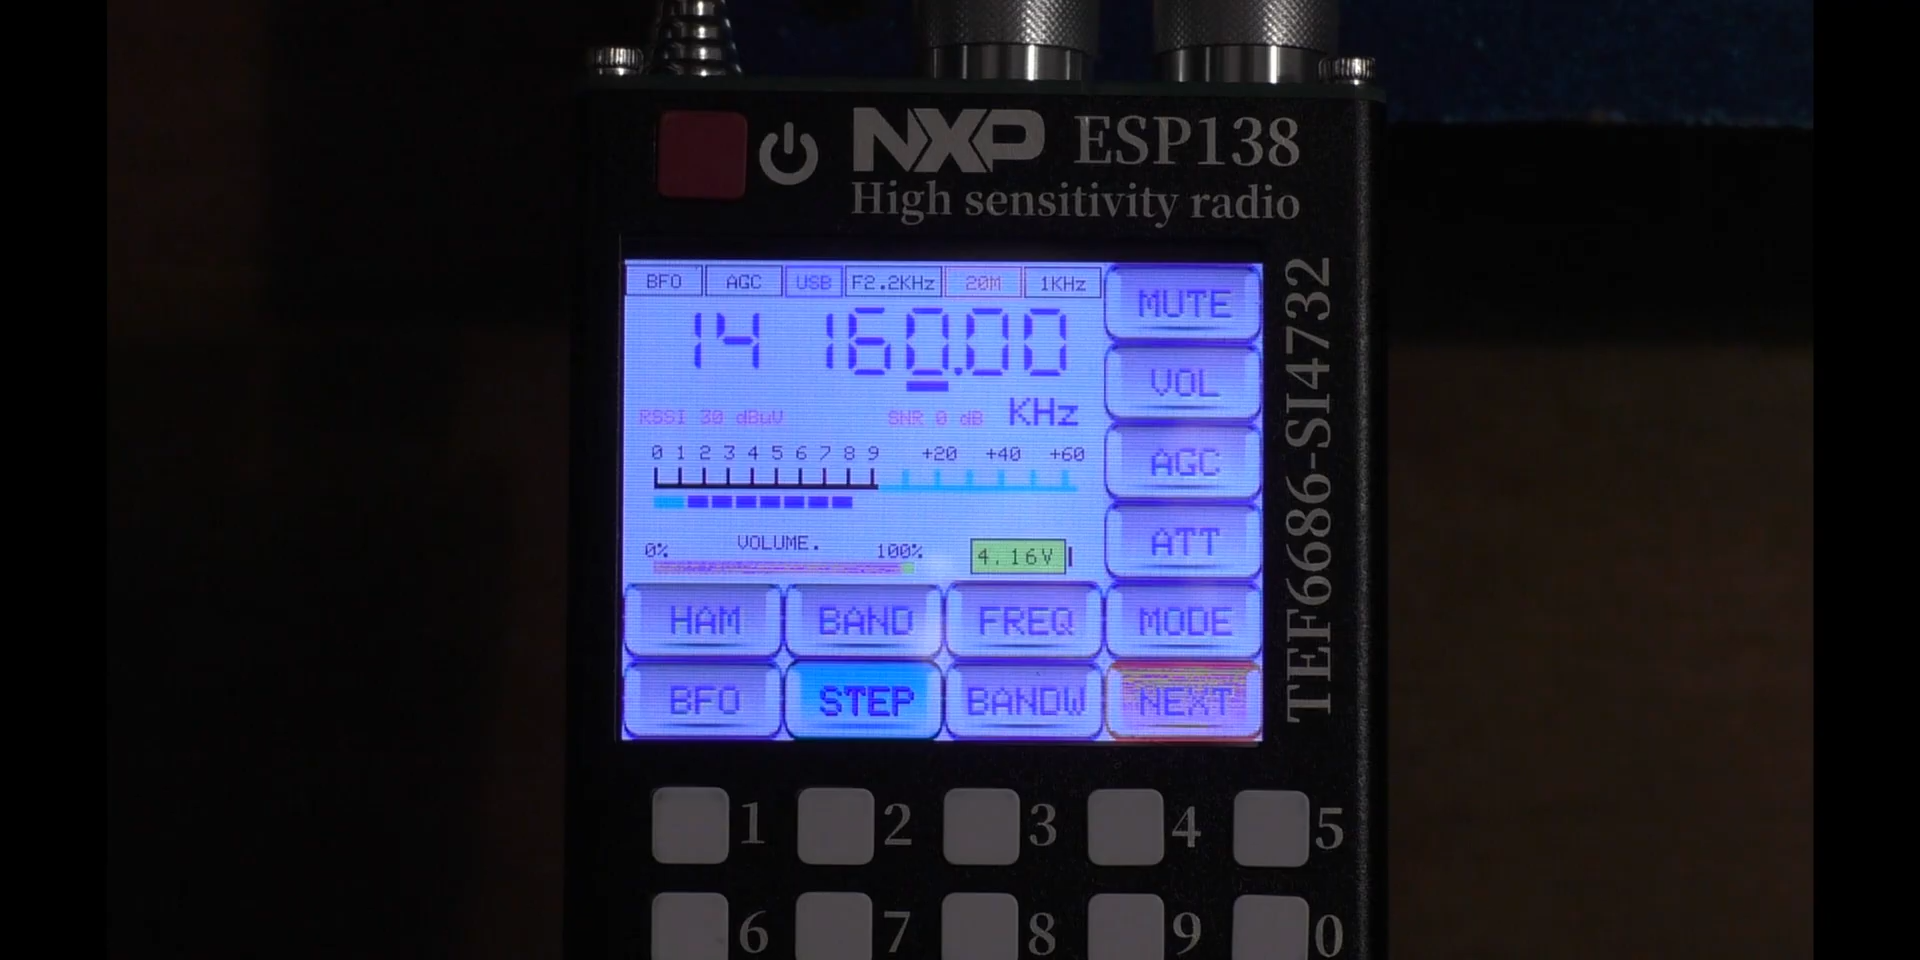 NXP ESP138
High sensitivity radio
TEF6686-SI4732
BFO AGC USB F2.2KHz 20M 1KHz
14 160.00
KHz
RSSI 30 dBuV SNR 0 dB
0 1 2 3 4 5 6 7 8 9 +20 +40 +60
0% VOLUME. 100%
4.16V
MUTE
VOL
AGC
ATT
HAM BAND FREQ MODE
BFO STEP BANDW NEXT
1 2 3 4 5
6 7 8 9 0